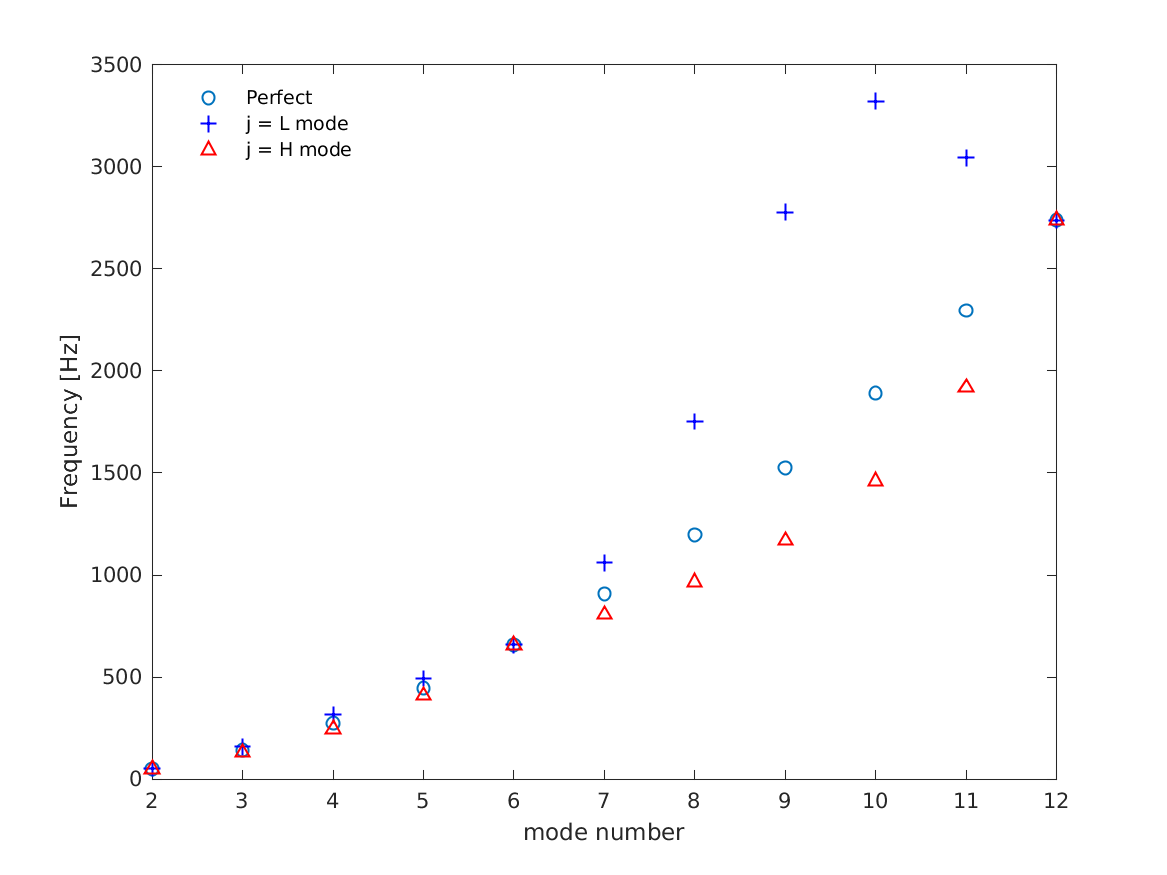 3500
3000
2500
2000
1500
1000
500
0
Frequency [Hz]
Perfect
j = L mode
j = H mode
2 3 4 5 6 7 8 9 10 11 12
mode number